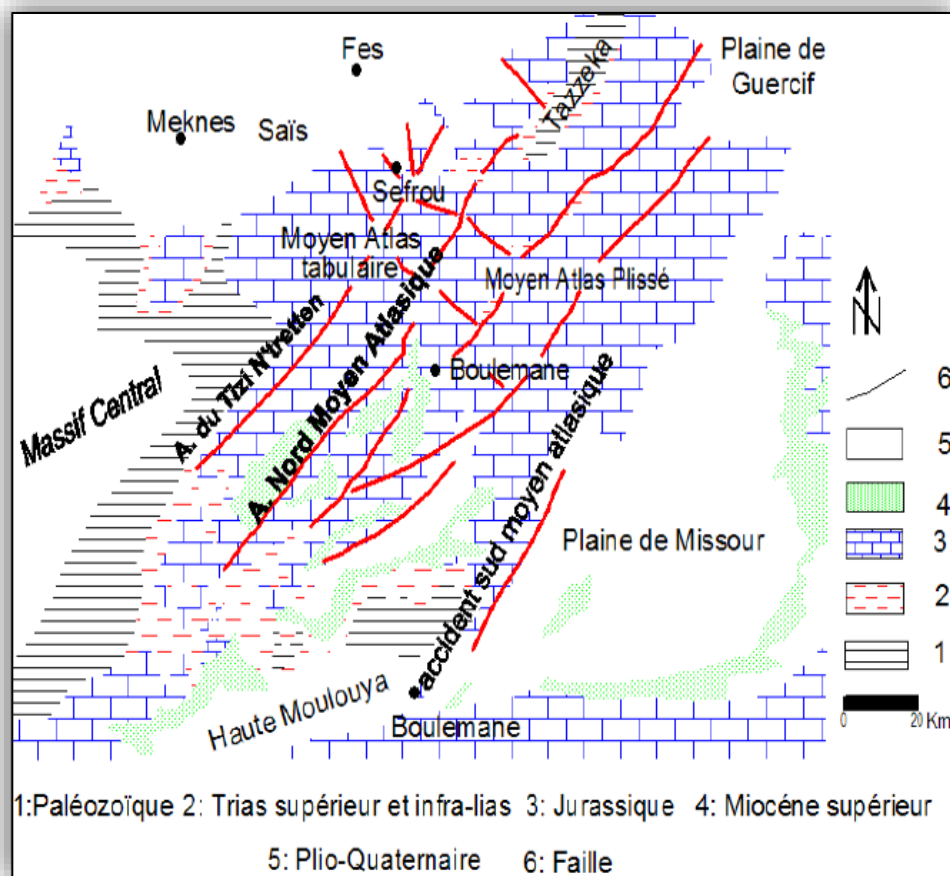 Fes
Plaine de
Guercif
Tazzeka
Meknes
Saïs
Sefrou
Moyen Atlas
tabulaire
Moyen Atlas Plissé
N
A. du Tizi N'tretten
A. Nord Moyen Atlasique
Massif Central
Boulemane
accident sud moyen atlasique
Plaine de Missour
Haute Moulouya
Boulemane
6
5
4
3
2
1
0 20 Km
1:Paléozoïque 2: Trias supérieur et infra-lias 3: Jurassique 4: Miocéne supérieur
5: Plio-Quaternaire 6: Faille